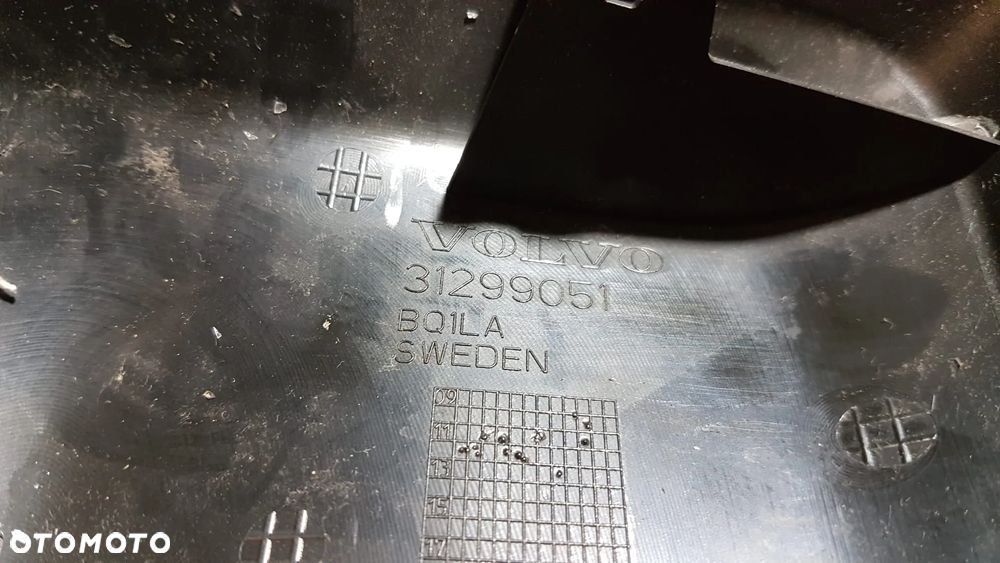 VOLVO
31299051
BQ1LA
SWEDEN
09
11
13
15
17
OTOMOTO